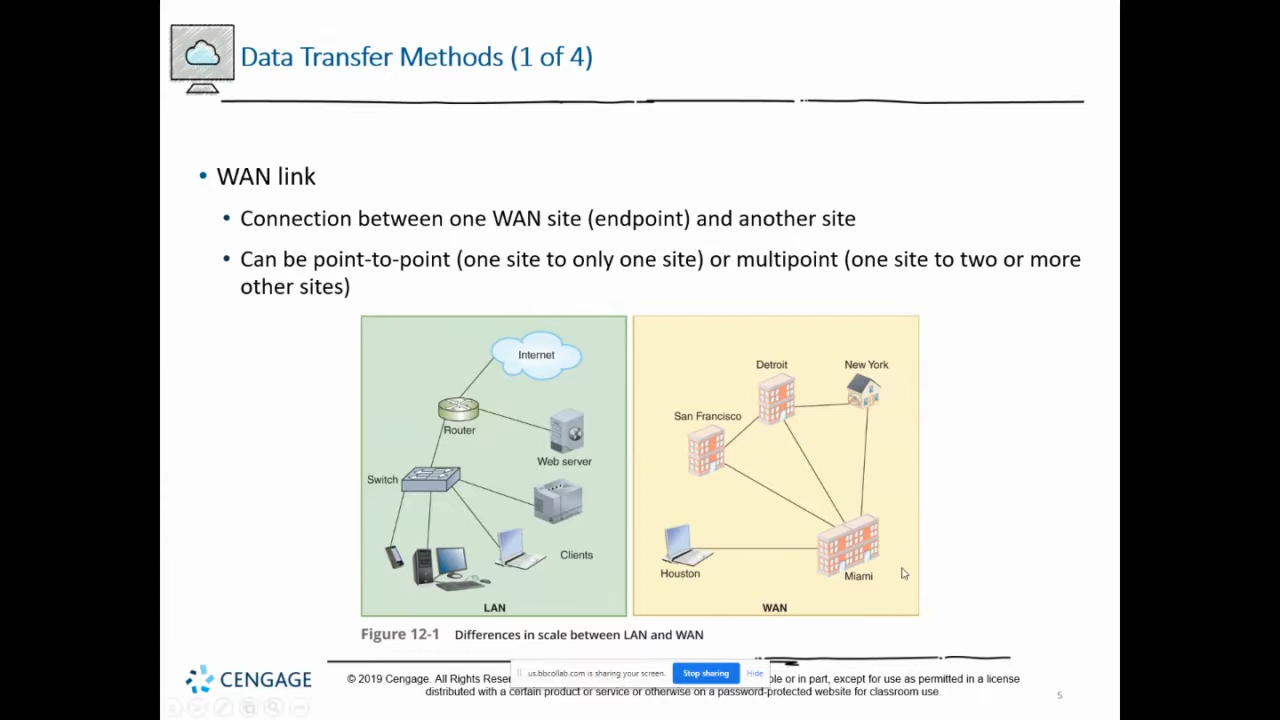 Data Transfer Methods (1 of 4)
• WAN link
• Connection between one WAN site (endpoint) and another site
• Can be point-to-point (one site to only one site) or multipoint (one site to two or more
other sites)
Internet
Router
Web server
Switch
Clients
LAN
Detroit
New York
San Francisco
Houston
Miami
WAN
Figure 12-1 Differences in scale between LAN and WAN
us.bbcollab.com is sharing your screen.
Stop sharing
Hide
CENGAGE
© 2019 Cengage. All Rights or in part, except for use as permitted in a license
distributed with a certain product or service or otherwise on a password-protected website for classroom use.
5